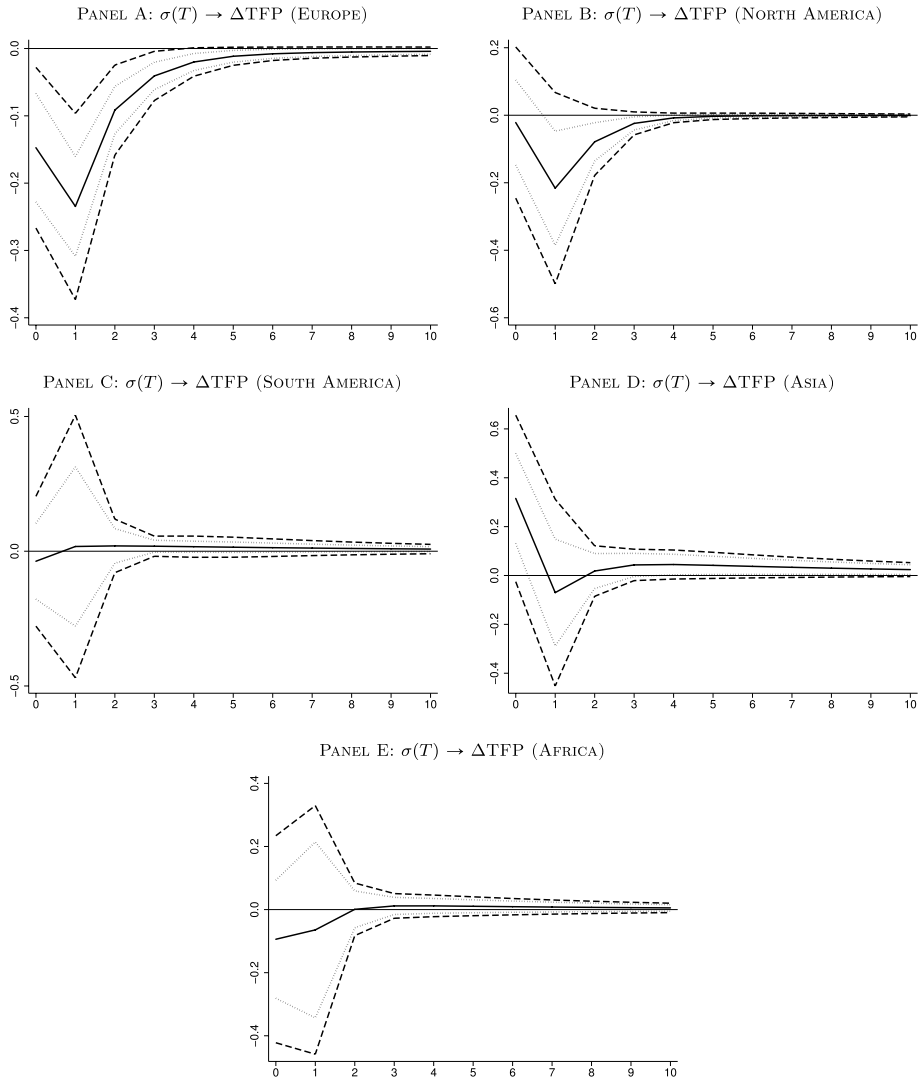 PANEL A: σ(T) → ΔTFP (EUROPE)
0.0
−0.1
−0.2
−0.3
−0.4
0 1 2 3 4 5 6 7 8 9 10
PANEL B: σ(T) → ΔTFP (NORTH AMERICA)
0.2
0.0
−0.2
−0.4
−0.6
0 1 2 3 4 5 6 7 8 9 10
PANEL C: σ(T) → ΔTFP (SOUTH AMERICA)
0.5
0.0
−0.5
0 1 2 3 4 5 6 7 8 9 10
PANEL D: σ(T) → ΔTFP (ASIA)
0.6
0.4
0.2
0.0
−0.2
−0.4
0 1 2 3 4 5 6 7 8 9 10
PANEL E: σ(T) → ΔTFP (AFRICA)
0.4
0.2
0.0
−0.2
−0.4
0 1 2 3 4 5 6 7 8 9 10